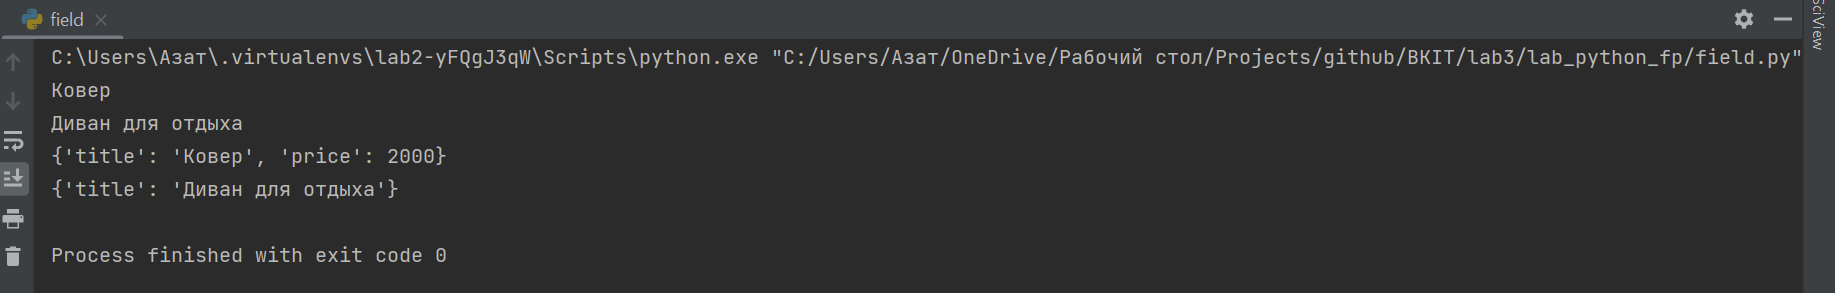 field
C:\Users\Азат\.virtualenvs\lab2-yFQgJ3qW\Scripts\python.exe "C:/Users/Азат/OneDrive/Рабочий стол/Projects/github/BKIT/lab3/lab_python_fp/field.py"
Ковер
Диван для отдыха
{'title': 'Ковер', 'price': 2000}
{'title': 'Диван для отдыха'}
Process finished with exit code 0
SciView